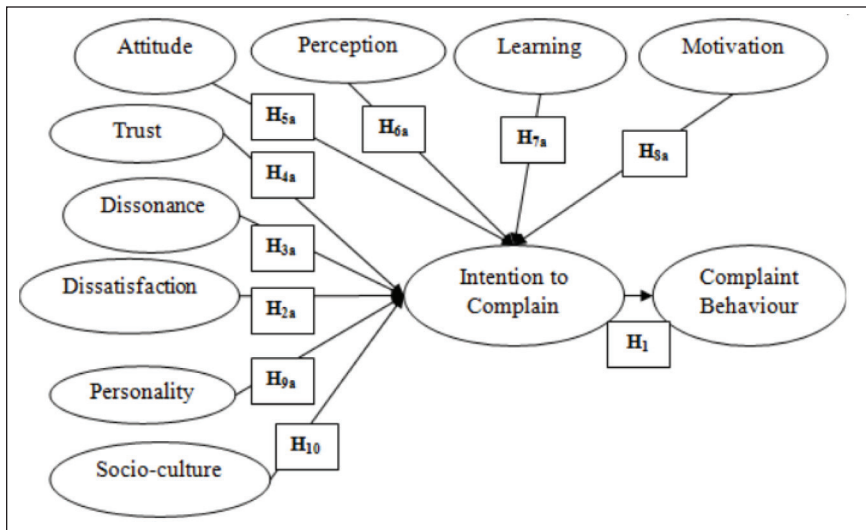 Attitude
Perception
Learning
Motivation
H5a
H6a
H7a
H8a
Trust
H4a
Dissonance
H3a
Dissatisfaction
H2a
Intention to
Complain
Complaint
Behaviour
H1
Personality
H9a
Socio-culture
H10